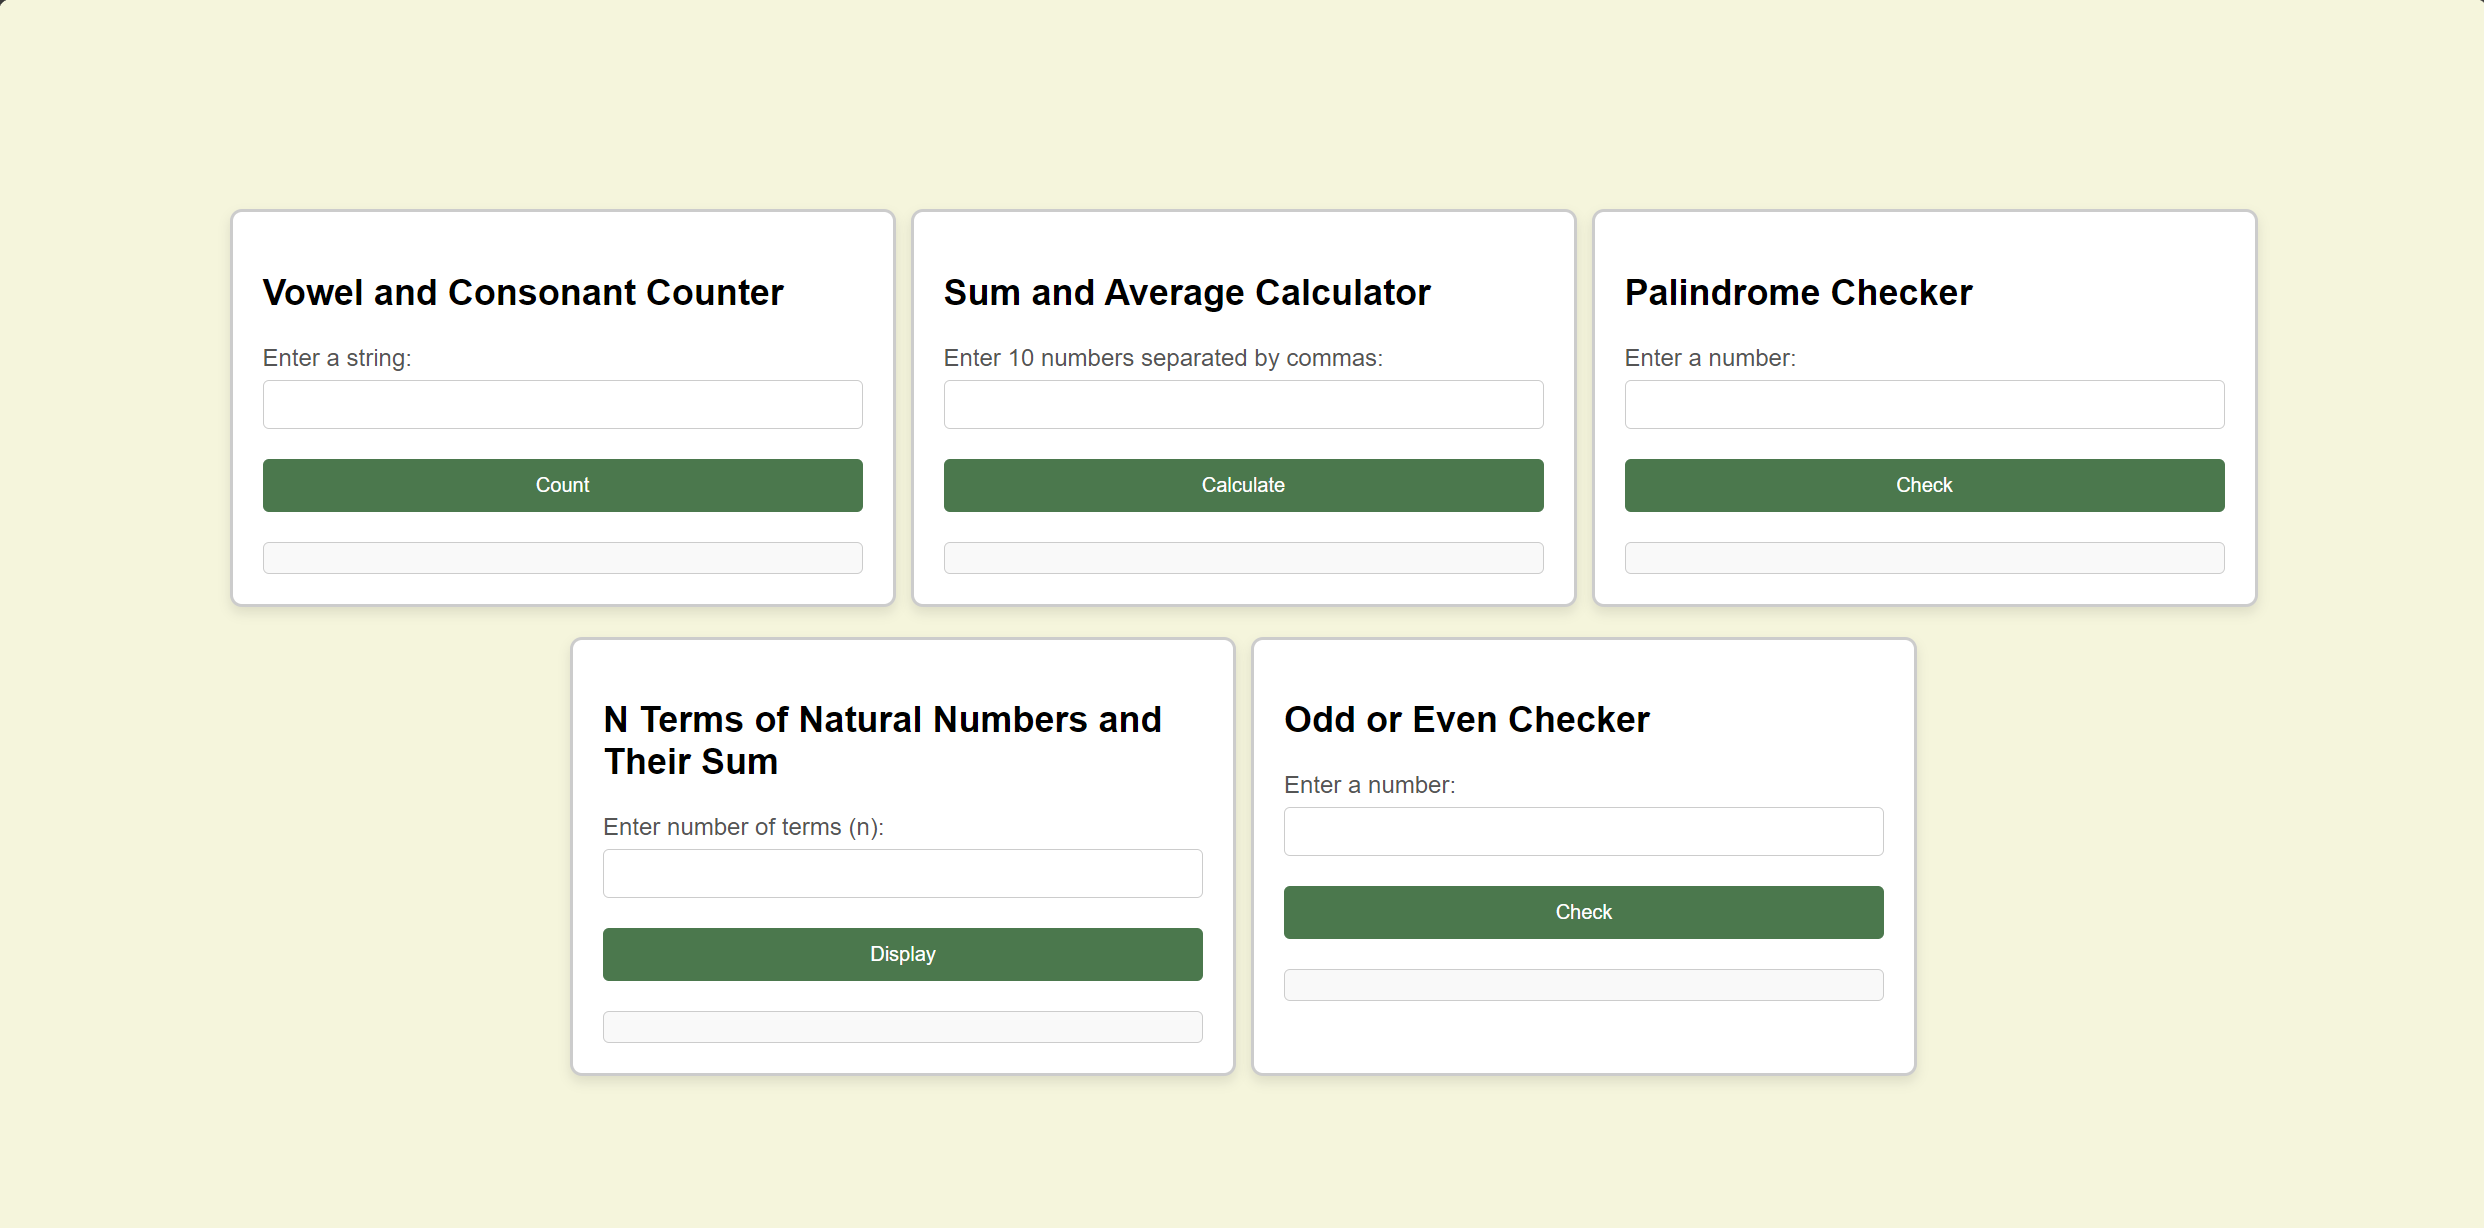 Vowel and Consonant Counter
Enter a string:
Count
Sum and Average Calculator
Enter 10 numbers separated by commas:
Calculate
Palindrome Checker
Enter a number:
Check
N Terms of Natural Numbers and
Their Sum
Enter number of terms (n):
Display
Odd or Even Checker
Enter a number:
Check